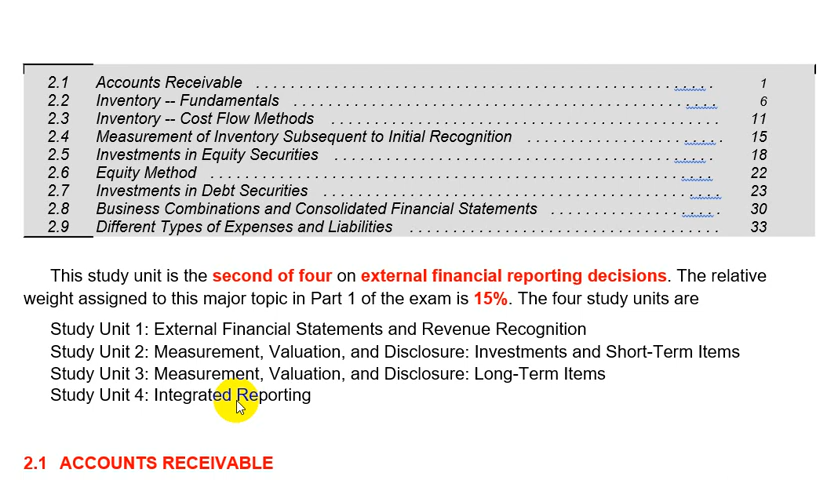 2.1 Accounts Receivable . . . . . . . . . . . . . . . . . . . . . . . . . . . . . . . . . . . . . . . . . . . . . . . . . . . . 1
2.2 Inventory -- Fundamentals . . . . . . . . . . . . . . . . . . . . . . . . . . . . . . . . . . . . . . . . . . . . . . . . 6
2.3 Inventory -- Cost Flow Methods . . . . . . . . . . . . . . . . . . . . . . . . . . . . . . . . . . . . . . . . . . . 11
2.4 Measurement of Inventory Subsequent to Initial Recognition . . . . . . . . . . . . . . . . . . . . . 15
2.5 Investments in Equity Securities . . . . . . . . . . . . . . . . . . . . . . . . . . . . . . . . . . . . . . . . . . 18
2.6 Equity Method . . . . . . . . . . . . . . . . . . . . . . . . . . . . . . . . . . . . . . . . . . . . . . . . . . . . . . . 22
2.7 Investments in Debt Securities . . . . . . . . . . . . . . . . . . . . . . . . . . . . . . . . . . . . . . . . . . . 23
2.8 Business Combinations and Consolidated Financial Statements . . . . . . . . . . . . . . . . . . 30
2.9 Different Types of Expenses and Liabilities . . . . . . . . . . . . . . . . . . . . . . . . . . . . . . . . . . 33
This study unit is the second of four on external financial reporting decisions. The relative
weight assigned to this major topic in Part 1 of the exam is 15%. The four study units are
Study Unit 1: External Financial Statements and Revenue Recognition
Study Unit 2: Measurement, Valuation, and Disclosure: Investments and Short-Term Items
Study Unit 3: Measurement, Valuation, and Disclosure: Long-Term Items
Study Unit 4: Integrated Reporting
2.1 ACCOUNTS RECEIVABLE